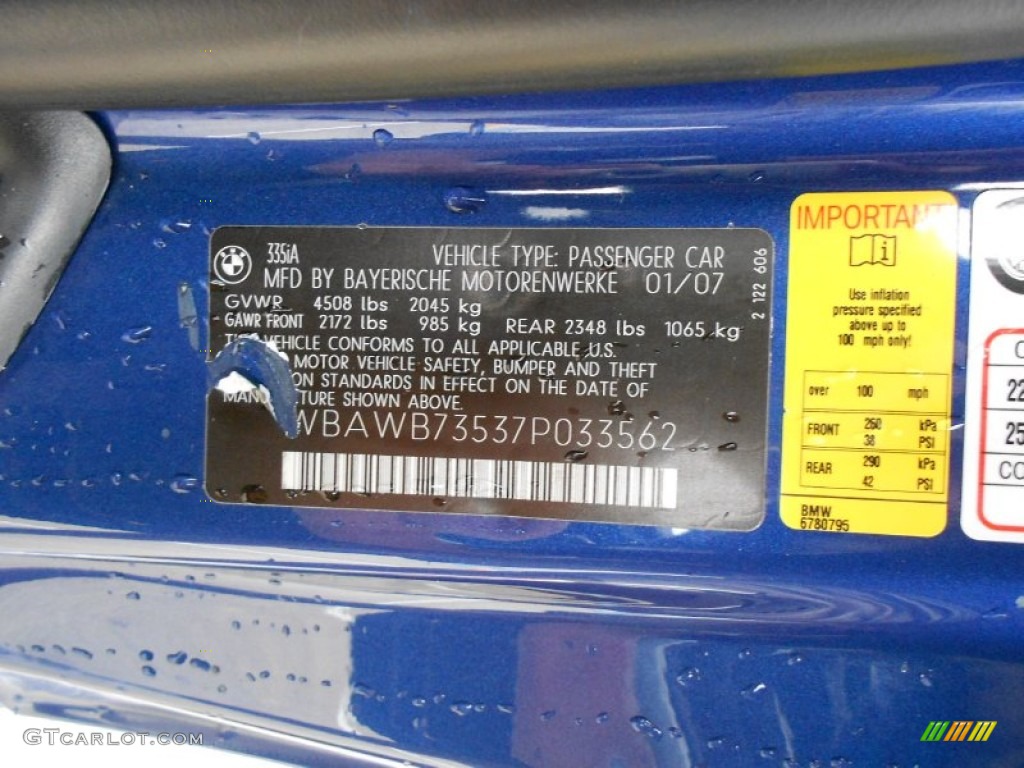 335iA VEHICLE TYPE: PASSENGER CAR
MFD BY BAYERISCHE MOTORENWERKE 01/07
GVWR 4508 lbs 2045 kg
GAWR FRONT 2172 lbs 985 kg REAR 2348 lbs 1065 kg
VEHICLE CONFORMS TO ALL APPLICABLE U.S.
MOTOR VEHICLE SAFETY, BUMPER AND THEFT
STANDARDS IN EFFECT ON THE DATE OF
SHOWN ABOVE.
WBAWB73537P033562
2 122 606
IMPORTANT
i
Use inflation
pressure specified
above up to
100 mph only!
over 100 mph
FRONT 260 kPa
38 PSI
REAR 290 kPa
42 PSI
BMW
6780795
GTCarlot.com